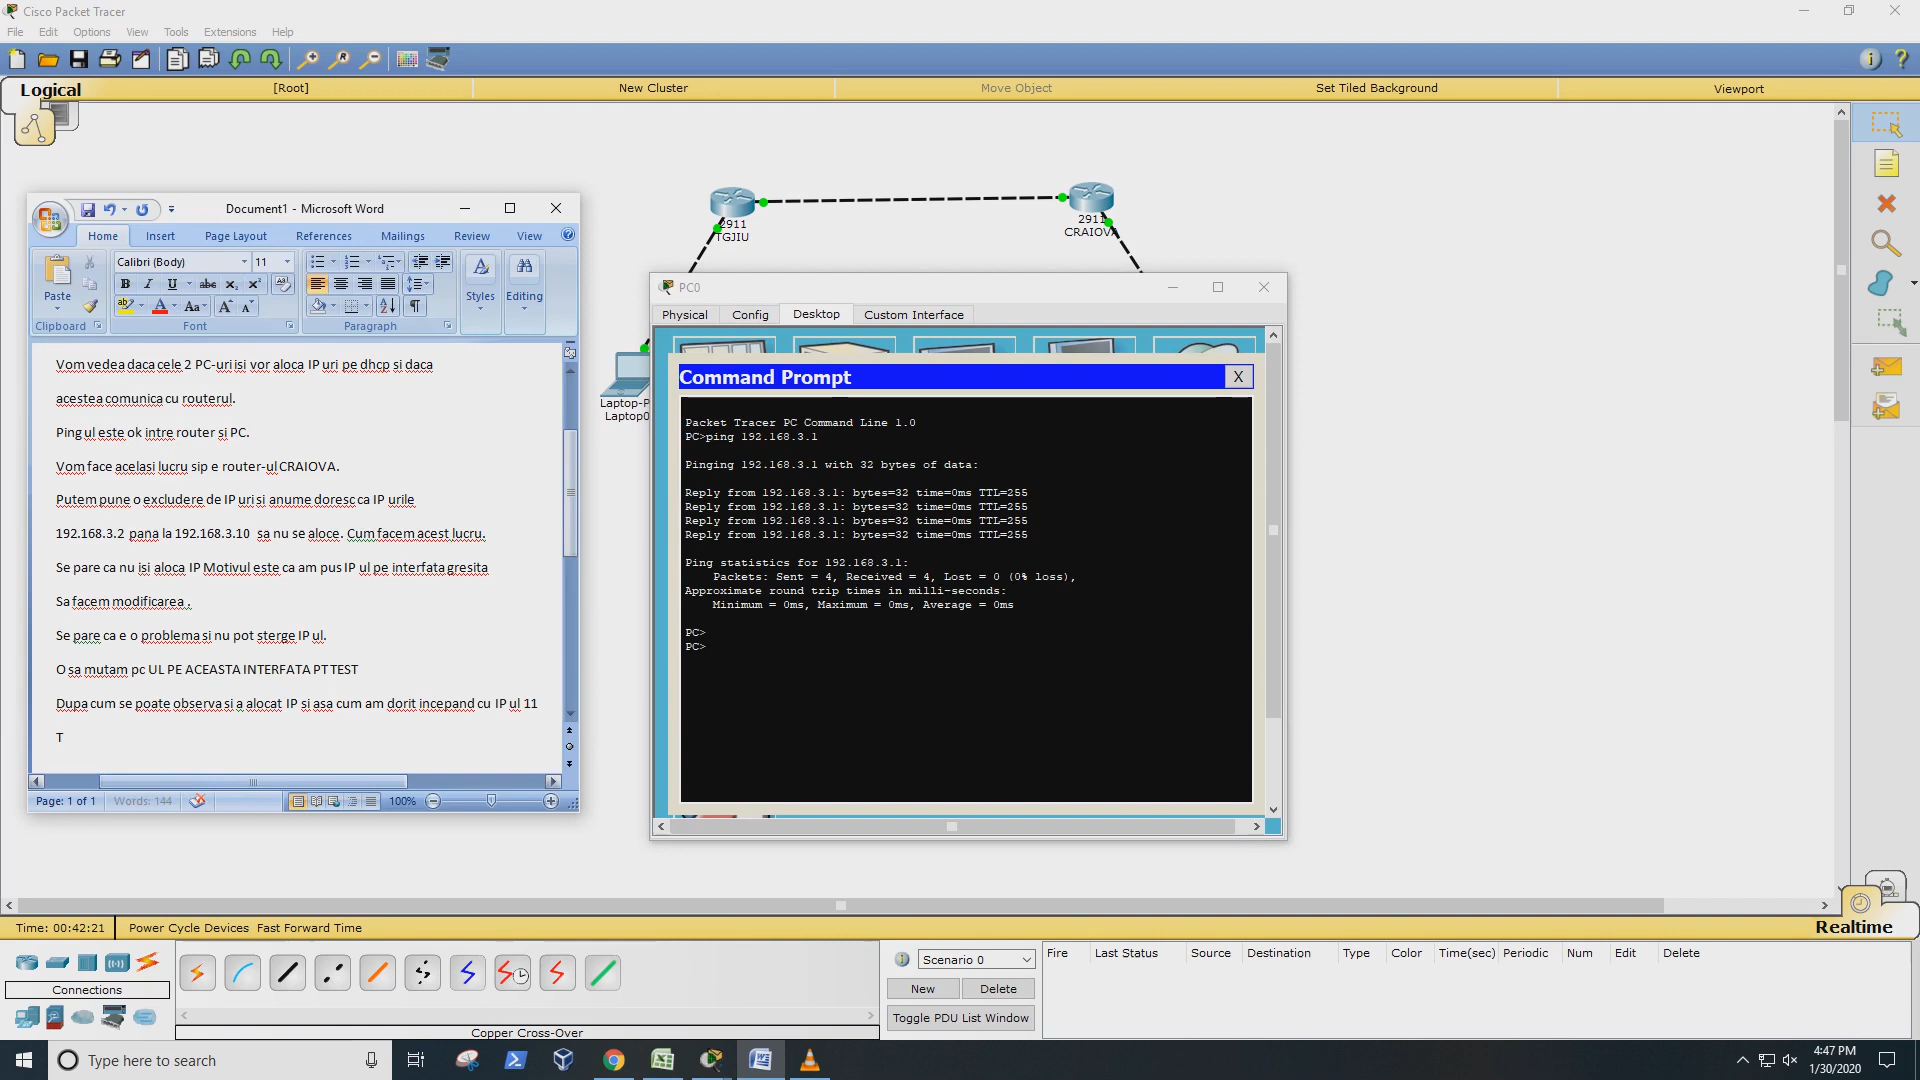 Cisco Packet Tracer
File Edit Options View Tools Extensions Help
Logical [Root] New Cluster Move Object Set Tiled Background Viewport
2911
TGJIU
2911
CRAIOVA
Laptop-P
Laptop0
Document1 - Microsoft Word
Home Insert Page Layout References Mailings Review View
Calibri (Body) 11
Paste Styles Editing
Clipboard Font Paragraph
Vom vedea daca cele 2 PC-uri isi vor aloca IP uri pe dhcp si daca
acestea comunica cu routerul.
Ping ul este ok intre router si PC.
Vom face acelasi lucru sip e router-ul CRAIOVA.
Putem pune o excludere de IP uri si anume doresc ca IP urile
192.168.3.2 pana la 192.168.3.10 sa nu se aloce. Cum facem acest lucru.
Se pare ca nu isi aloca IP Motivul este ca am pus IP ul pe interfata gresita
Sa facem modificarea .
Se pare ca e o problema si nu pot sterge IP ul.
O sa mutam pc UL PE ACEASTA INTERFATA PT TEST
Dupa cum se poate observa si a alocat IP si asa cum am dorit incepand cu IP ul 11
T
Page: 1 of 1 Words: 144 100%
PC0
Physical Config Desktop Custom Interface
Command Prompt X
Packet Tracer PC Command Line 1.0
PC>ping 192.168.3.1
Pinging 192.168.3.1 with 32 bytes of data:
Reply from 192.168.3.1: bytes=32 time=0ms TTL=255
Reply from 192.168.3.1: bytes=32 time=0ms TTL=255
Reply from 192.168.3.1: bytes=32 time=0ms TTL=255
Reply from 192.168.3.1: bytes=32 time=0ms TTL=255
Ping statistics for 192.168.3.1:
Packets: Sent = 4, Received = 4, Lost = 0 (0% loss),
Approximate round trip times in milli-seconds:
Minimum = 0ms, Maximum = 0ms, Average = 0ms
PC>
PC>
Time: 00:42:21 Power Cycle Devices Fast Forward Time Realtime
Connections
Copper Cross-Over
Scenario 0
New Delete
Toggle PDU List Window
Fire Last Status Source Destination Type Color Time(sec) Periodic Num Edit Delete
Type here to search
4:47 PM
1/30/2020